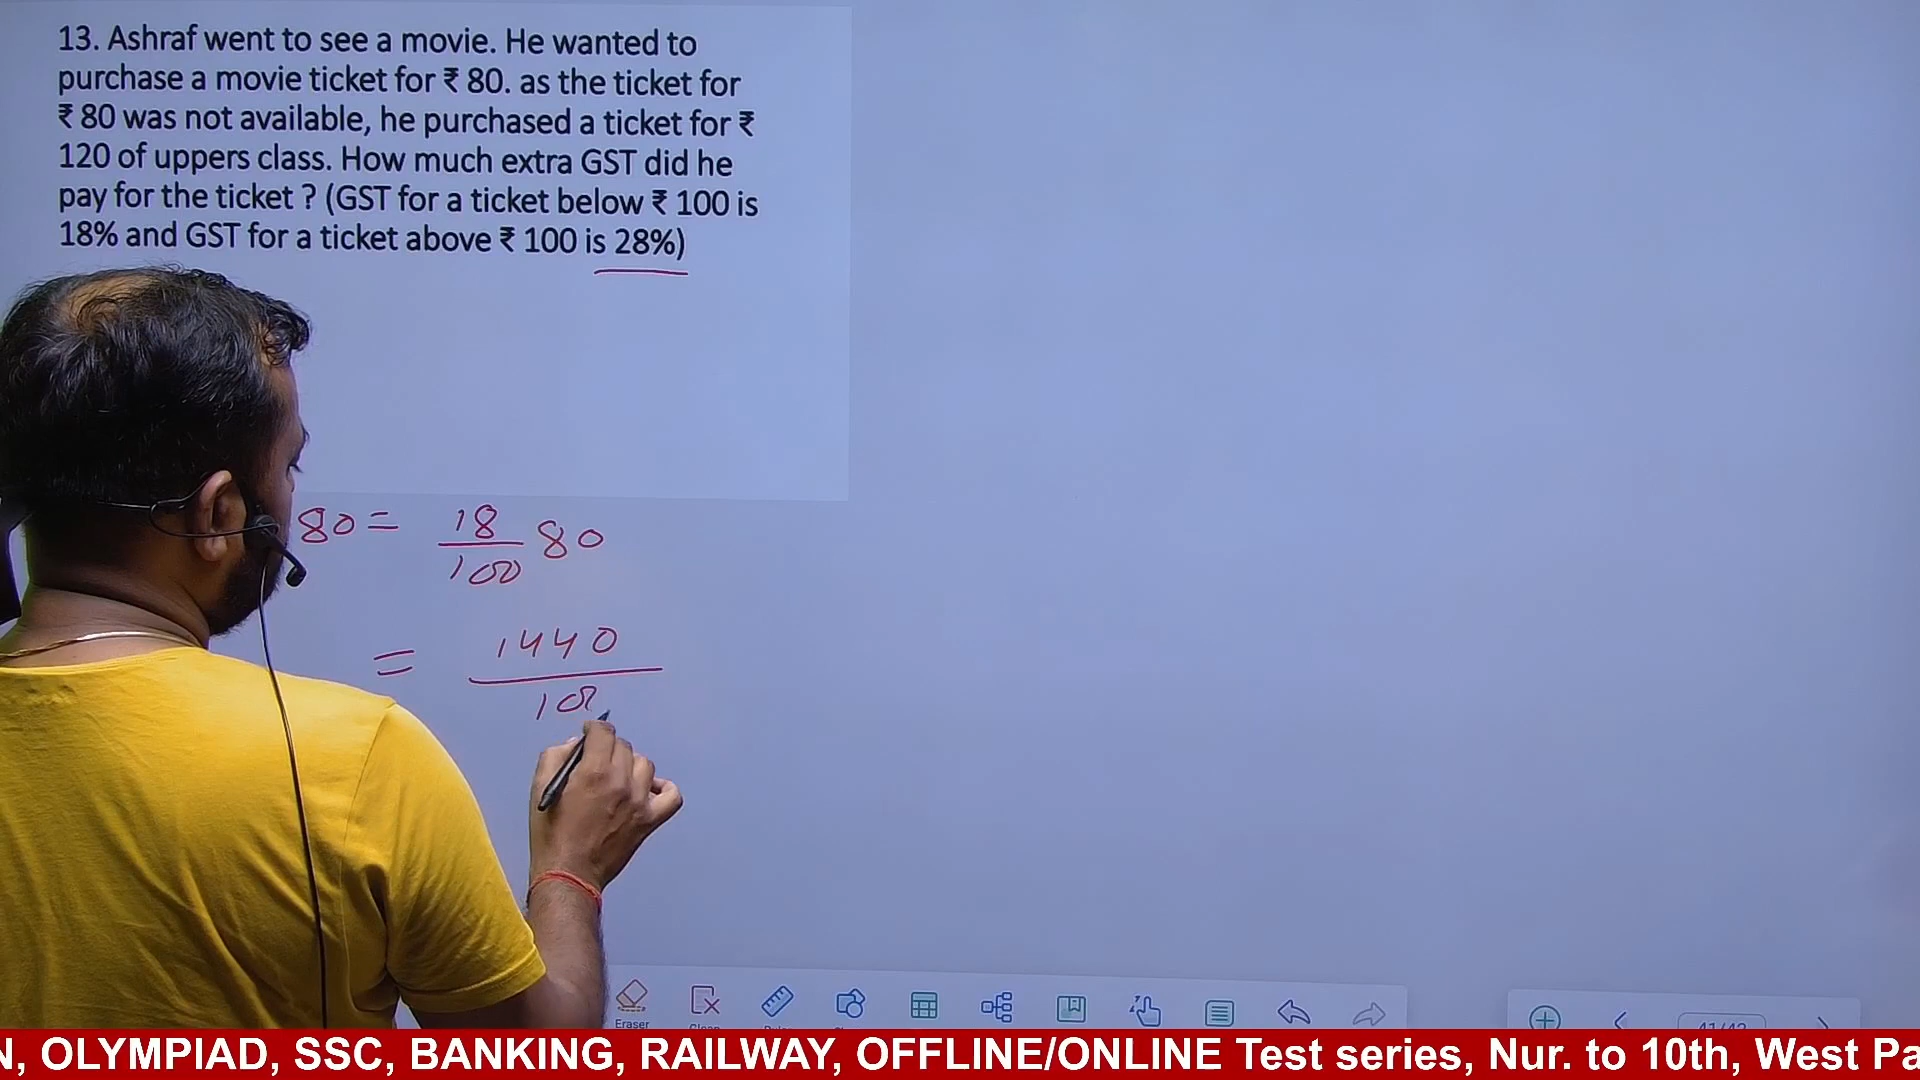 13. Ashraf went to see a movie. He wanted to
purchase a movie ticket for ₹ 80. as the ticket for
₹ 80 was not available, he purchased a ticket for ₹
120 of uppers class. How much extra GST did he
pay for the ticket ? (GST for a ticket below ₹ 100 is
18% and GST for a ticket above ₹ 100 is 28%)
80 = 18/100 80
= 1440/10
Eraser
41/42
N, OLYMPIAD, SSC, BANKING, RAILWAY, OFFLINE/ONLINE Test series, Nur. to 10th, West Pa